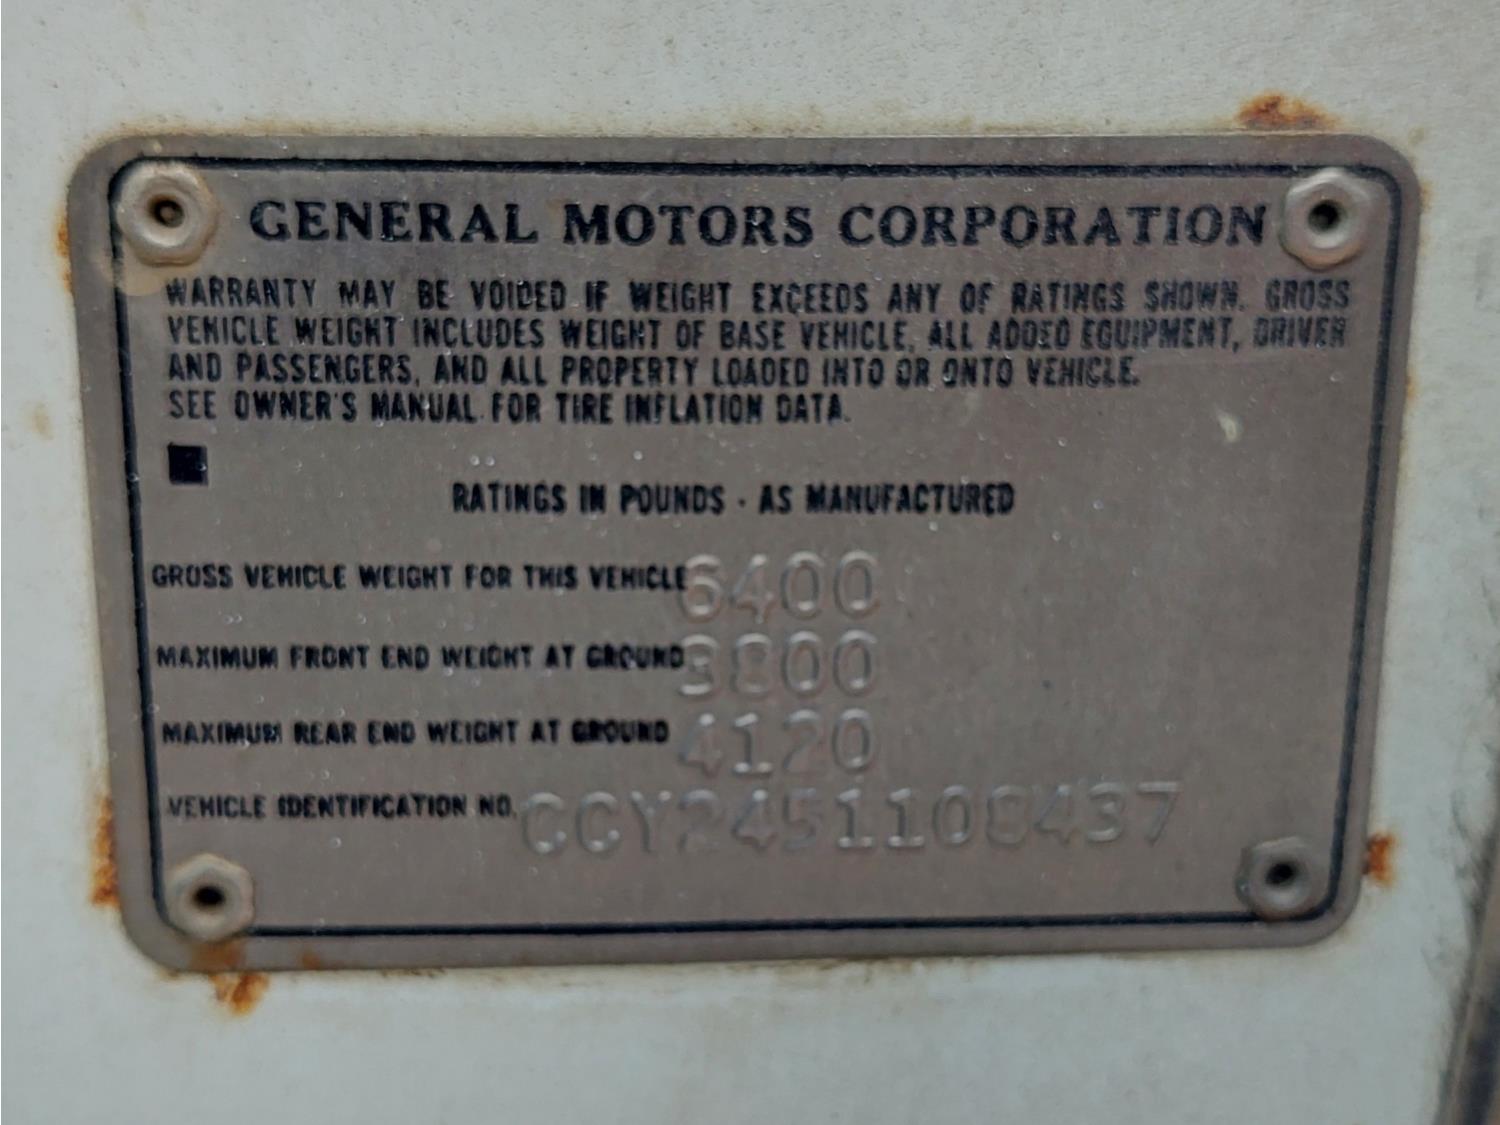 GENERAL MOTORS CORPORATION
WARRANTY MAY BE VOIDED IF WEIGHT EXCEEDS ANY OF RATINGS SHOWN. GROSS
VEHICLE WEIGHT INCLUDES WEIGHT OF BASE VEHICLE, ALL ADDED EQUIPMENT, DRIVER
AND PASSENGERS, AND ALL PROPERTY LOADED INTO OR ONTO VEHICLE.
SEE OWNER'S MANUAL FOR TIRE INFLATION DATA.
RATINGS IN POUNDS - AS MANUFACTURED
GROSS VEHICLE WEIGHT FOR THIS VEHICLE 6400
MAXIMUM FRONT END WEIGHT AT GROUND 3800
MAXIMUM REAR END WEIGHT AT GROUND 4120
VEHICLE IDENTIFICATION NO.